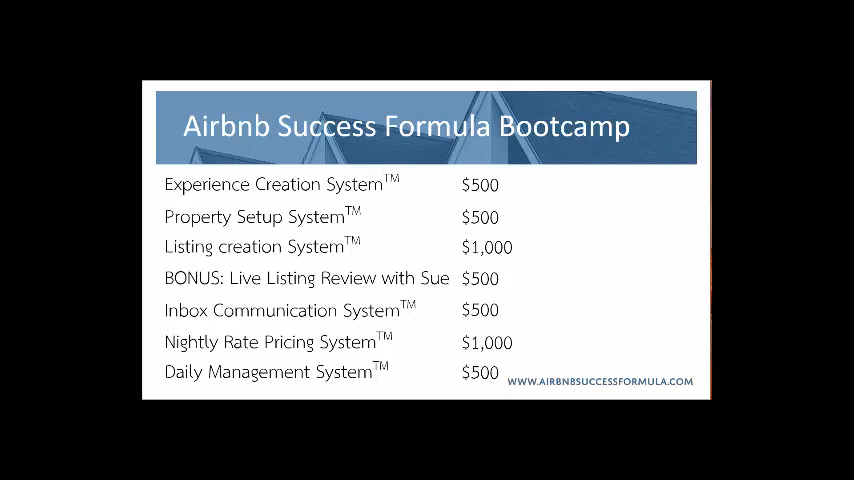 Airbnb Success Formula Bootcamp
Experience Creation System™ $500
Property Setup System™ $500
Listing creation System™ $1,000
BONUS: Live Listing Review with Sue $500
Inbox Communication System™ $500
Nightly Rate Pricing System™ $1,000
Daily Management System™ $500
WWW.AIRBNBSUCCESSFORMULA.COM